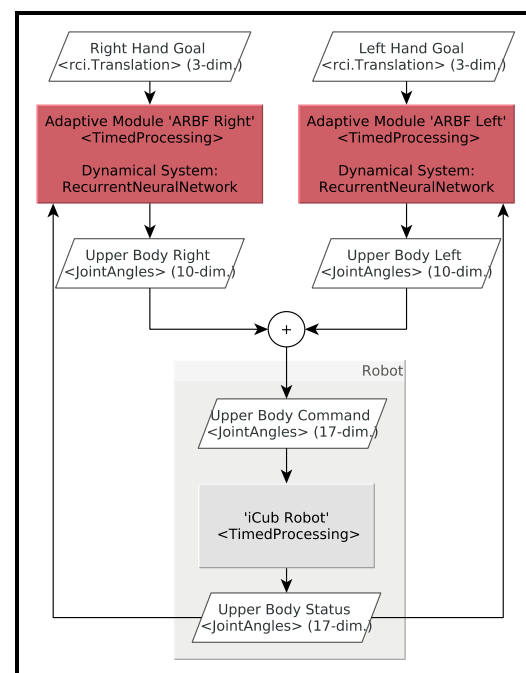 Right Hand Goal
<rci.Translation> (3-dim.)
Left Hand Goal
<rci.Translation> (3-dim.)
Adaptive Module 'ARBF Right'
<TimedProcessing>
Dynamical System:
RecurrentNeuralNetwork
Adaptive Module 'ARBF Left'
<TimedProcessing>
Dynamical System:
RecurrentNeuralNetwork
Upper Body Right
<JointAngles> (10-dim.)
Upper Body Left
<JointAngles> (10-dim.)
+
Robot
Upper Body Command
<JointAngles> (17-dim.)
'iCub Robot'
<TimedProcessing>
Upper Body Status
<JointAngles> (17-dim.)